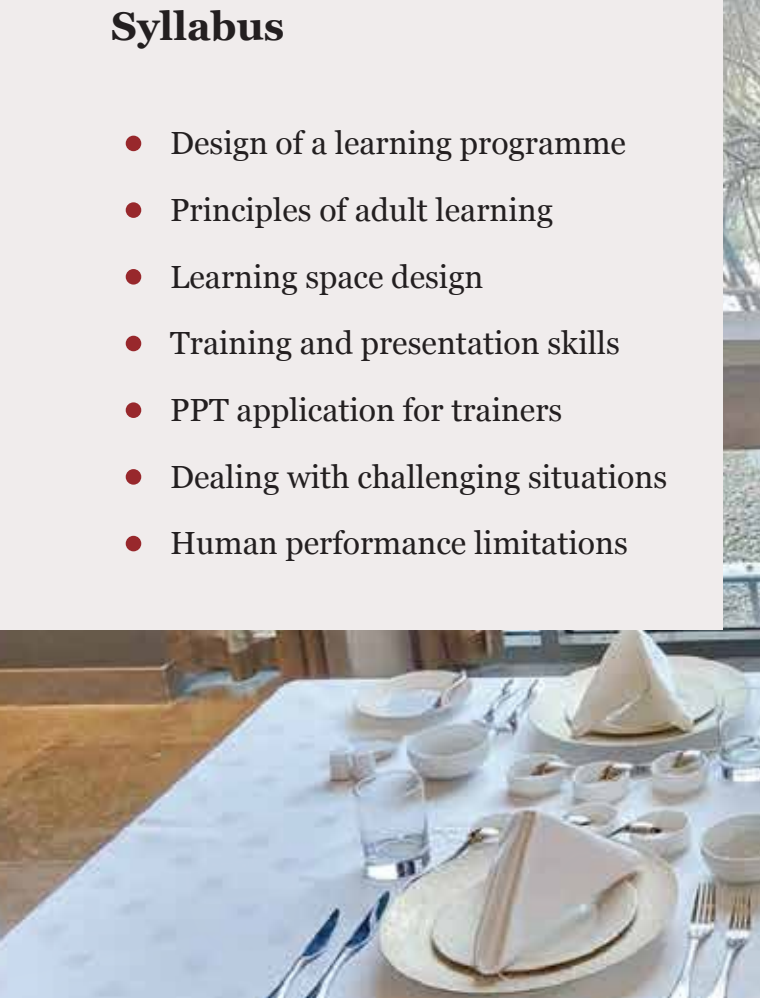 Syllabus
Design of a learning programme
Principles of adult learning
Learning space design
Training and presentation skills
PPT application for trainers
Dealing with challenging situations
Human performance limitations